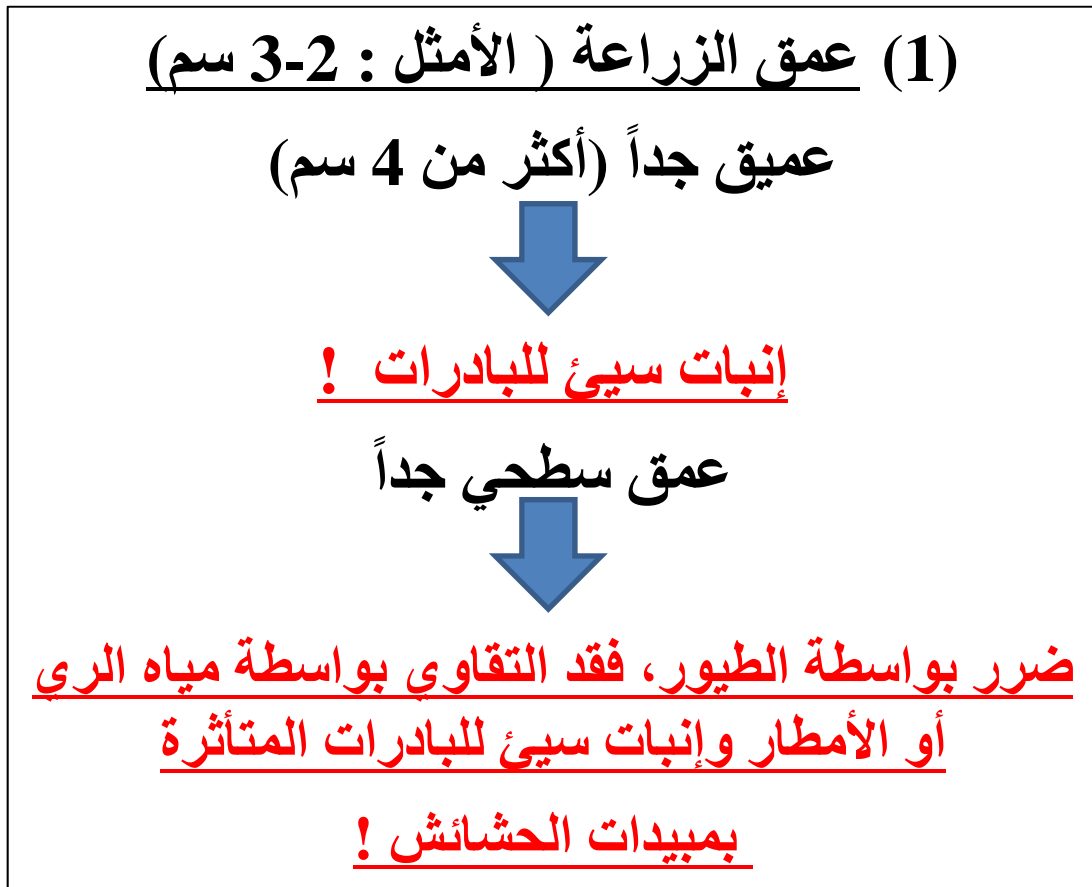 (1) عمق الزراعة ( الأمثل : 2-3 سم)
عميق جداً (أكثر من 4 سم)
إنبات سيئ للبادرات !
عمق سطحي جداً
ضرر بواسطة الطيور، فقد التقاوي بواسطة مياه الري
أو الأمطار وإنبات سيئ للبادرات المتأثرة
بمبيدات الحشائش !